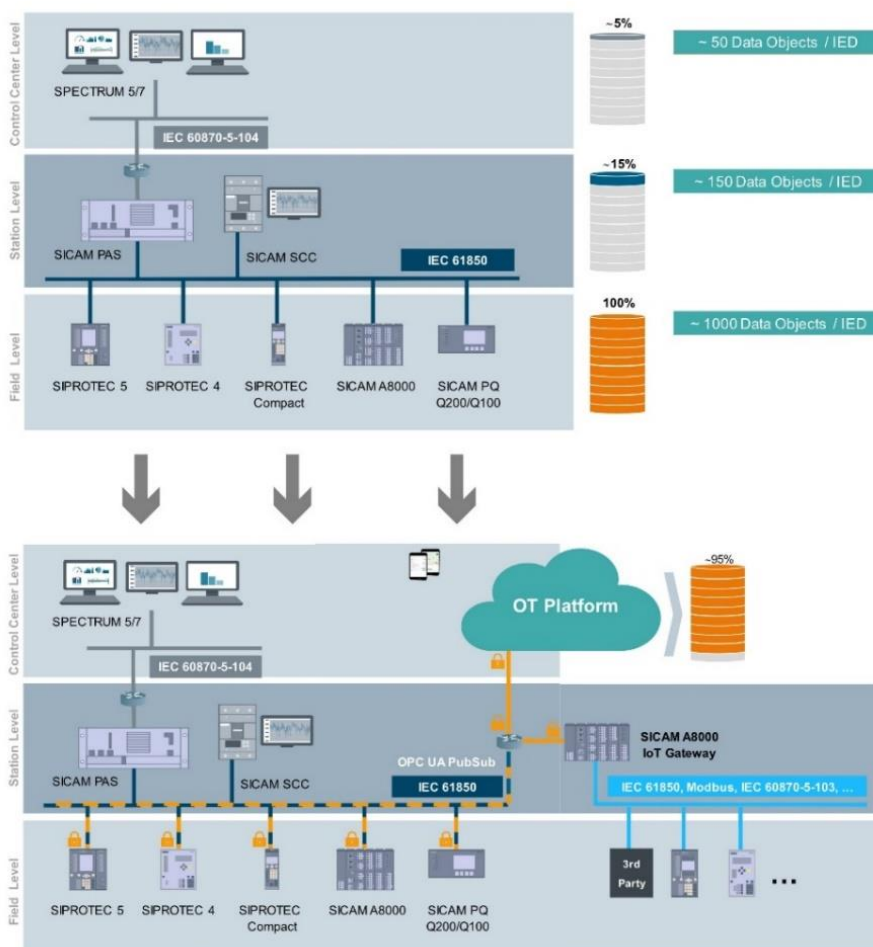 Control Center Level
SPECTRUM 5/7
IEC 60870-5-104
~5%
~ 50 Data Objects / IED
Station Level
SICAM PAS
SICAM SCC
IEC 61850
~15%
~ 150 Data Objects / IED
Field Level
SIPROTEC 5
SIPROTEC 4
SIPROTEC
Compact
SICAM A8000
SICAM PQ
Q200/Q100
100%
~ 1000 Data Objects / IED
Control Center Level
SPECTRUM 5/7
IEC 60870-5-104
OT Platform
~95%
Station Level
SICAM PAS
SICAM SCC
OPC UA PubSub
IEC 61850
SICAM A8000
IoT Gateway
IEC 61850, Modbus, IEC 60870-5-103, ...
Field Level
SIPROTEC 5
SIPROTEC 4
SIPROTEC
Compact
SICAM A8000
SICAM PQ
Q200/Q100
3rd
Party
...